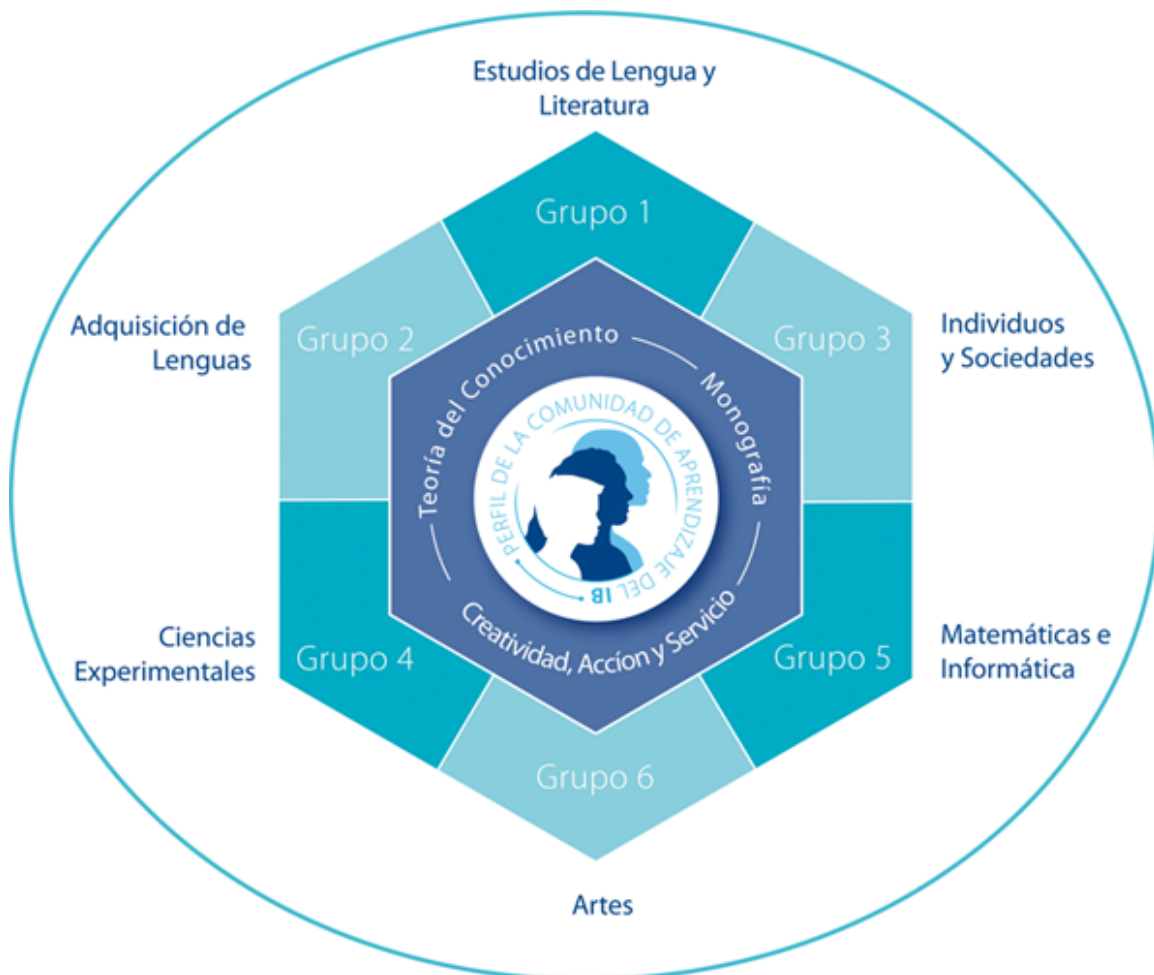 Estudios de Lengua y
Literatura
Grupo 1
Adquisición de
Lenguas
Grupo 2
Grupo 3
Individuos
y Sociedades
Teoría del Conocimiento
Monografía
PERFIL DE LA COMUNIDAD DE APRENDIZAJE DEL IB
Creatividad, Accíon y Servicio
Ciencias
Experimentales
Grupo 4
Grupo 5
Matemáticas e
Informática
Grupo 6
Artes